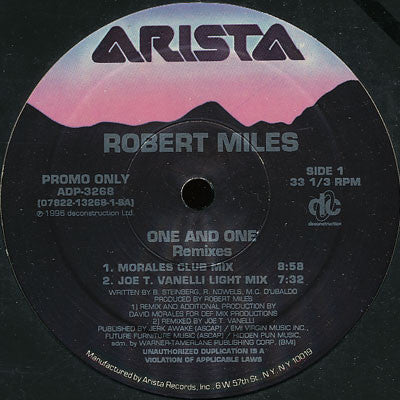 ARISTA
ROBERT MILES
PROMO ONLY
ADP-3268
(07822-13268-1-SA)
℗ 1996 deconstruction Ltd.
SIDE 1
33 1/3 RPM
dc
deconstruction
ONE AND ONE
Remixes
1. MORALES CLUB MIX 8:58
2. JOE T. VANELLI LIGHT MIX 7:32
WRITTEN BY B. STEINBERG, R. NOWELS, M.C. D'UBALDO
PRODUCED BY ROBERT MILES
1) REMIX AND ADDITIONAL PRODUCTION BY
DAVID MORALES FOR DEF MIX PRODUCTIONS
2) REMIXED BY JOE T. VANELLI
PUBLISHED BY JERK AWAKE (ASCAP) / EMI VIRGIN MUSIC INC.,
FUTURE FURNITURE MUSIC (ASCAP) / HIDDEN PUN MUSIC,
adm. by WARNER-TAMERLANE PUBLISHING CORP. (BMI)
UNAUTHORIZED DUPLICATION IS A
VIOLATION OF APPLICABLE LAWS
Manufactured by Arista Records, Inc., 6 W 57th St., N.Y., N.Y. 10019